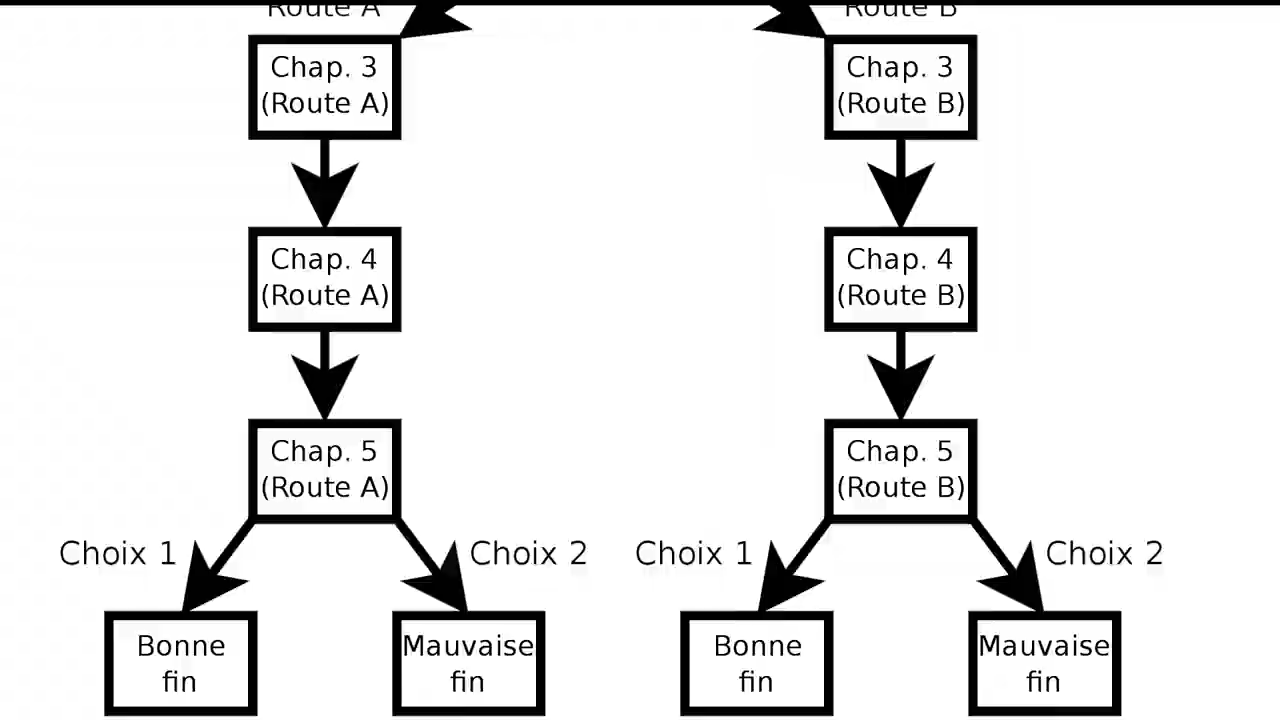 Route A
Route B
Chap. 3
(Route A)
Chap. 3
(Route B)
Chap. 4
(Route A)
Chap. 4
(Route B)
Chap. 5
(Route A)
Chap. 5
(Route B)
Choix 1
Choix 2
Choix 1
Choix 2
Bonne
fin
Mauvaise
fin
Bonne
fin
Mauvaise
fin